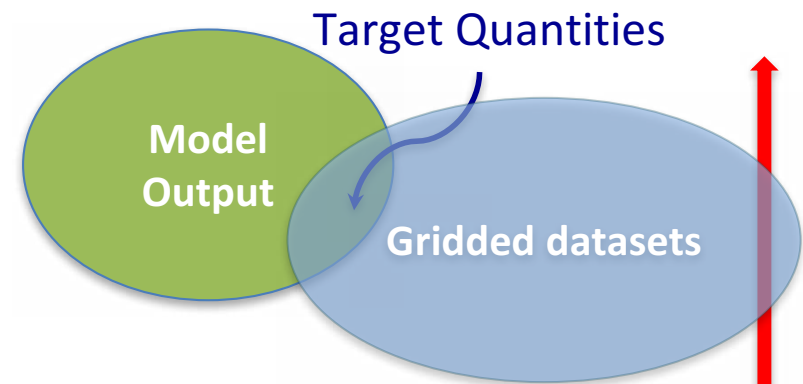 Target Quantities
Model
Output
Gridded datasets